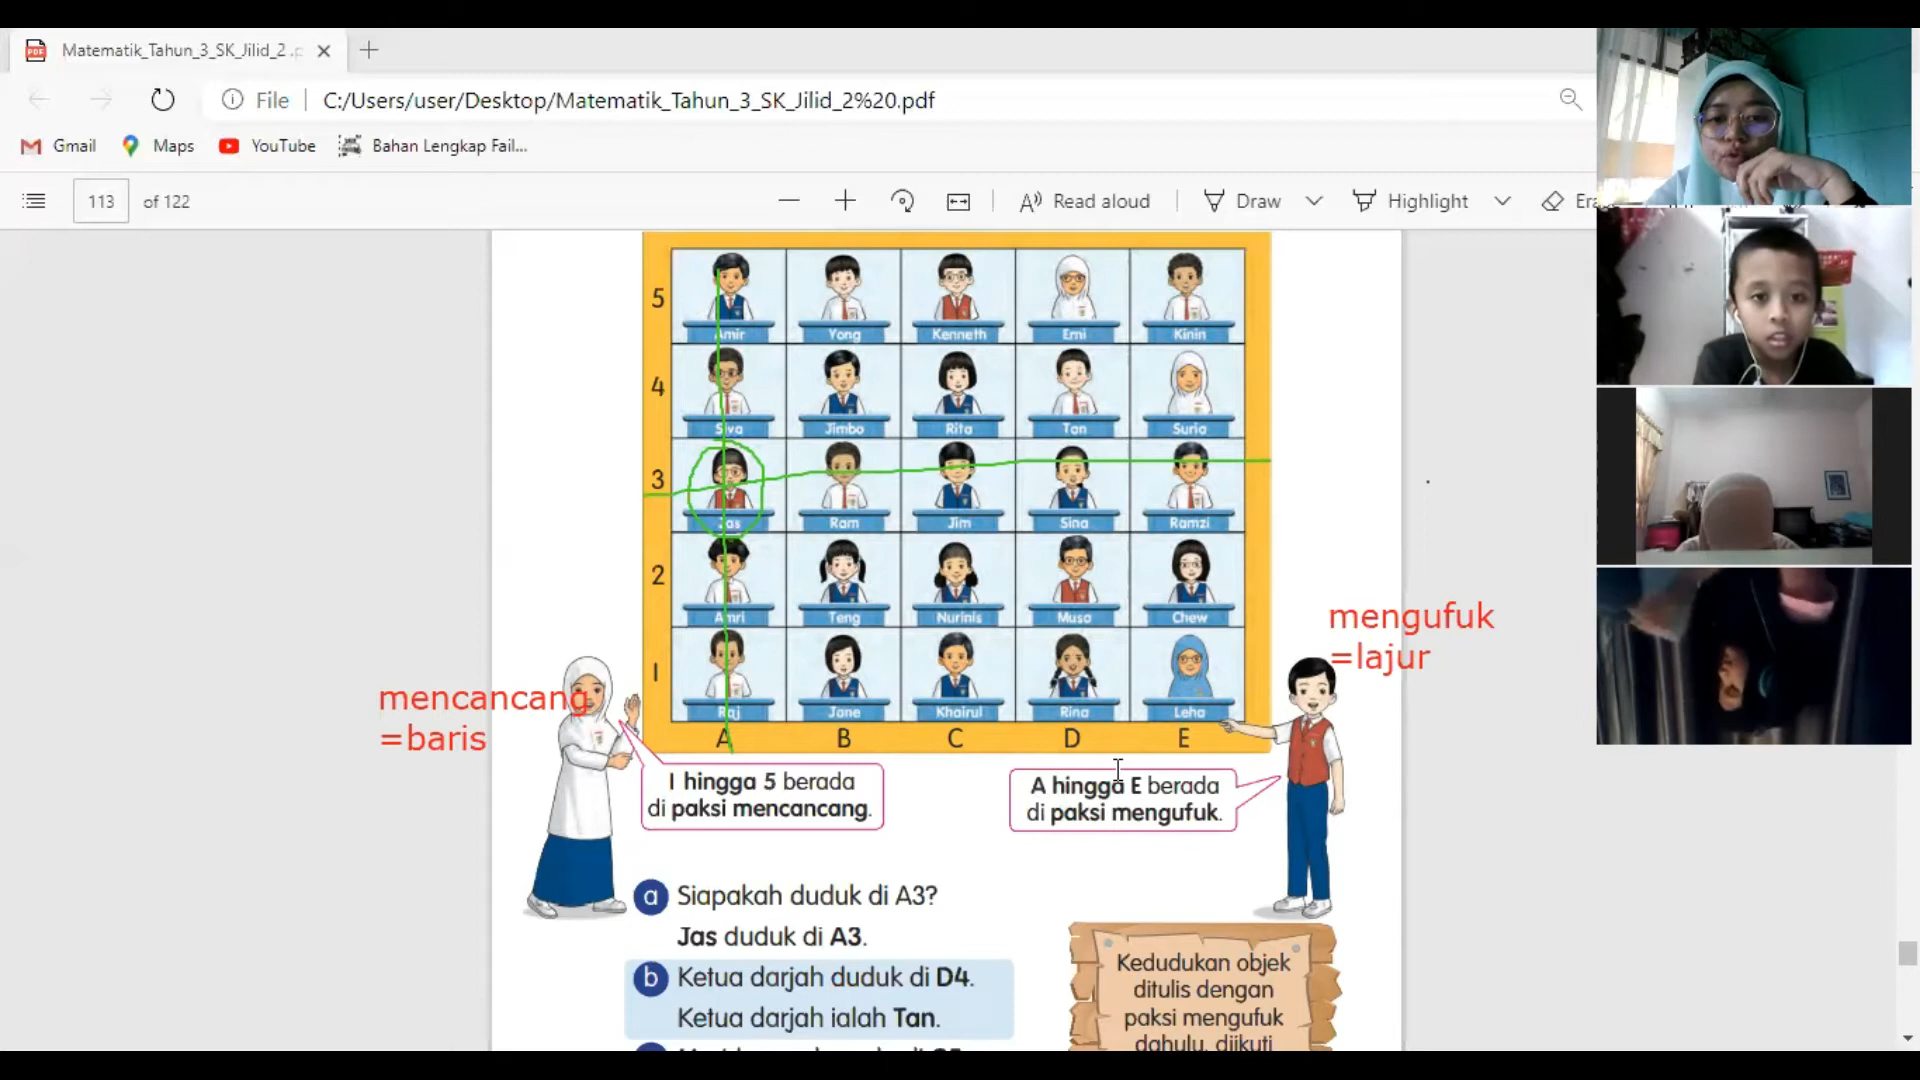 Matematik_Tahun_3_SK_Jilid_2 .p
File
C:/Users/user/Desktop/Matematik_Tahun_3_SK_Jilid_2%20.pdf
Gmail
Maps
YouTube
Bahan Lengkap Fail...
113
of 122
Read aloud
Draw
Highlight
5
Amir
Yong
Kenneth
Emi
Kinin
4
Siva
Jimbo
Rita
Tan
Suria
3
Jas
Ram
Jim
Sina
Ramzi
2
Amri
Teng
Nurinis
Musa
Chew
1
Raj
Jane
Khairul
Rina
Leha
A
B
C
D
E
mencancang
=baris
mengufuk
=lajur
1 hingga 5 berada
di paksi mencancang.
A hingga E berada
di paksi mengufuk.
a Siapakah duduk di A3?
Jas duduk di A3.
b Ketua darjah duduk di D4.
Ketua darjah ialah Tan.
Kedudukan objek
ditulis dengan
paksi mengufuk
dahulu, diikuti